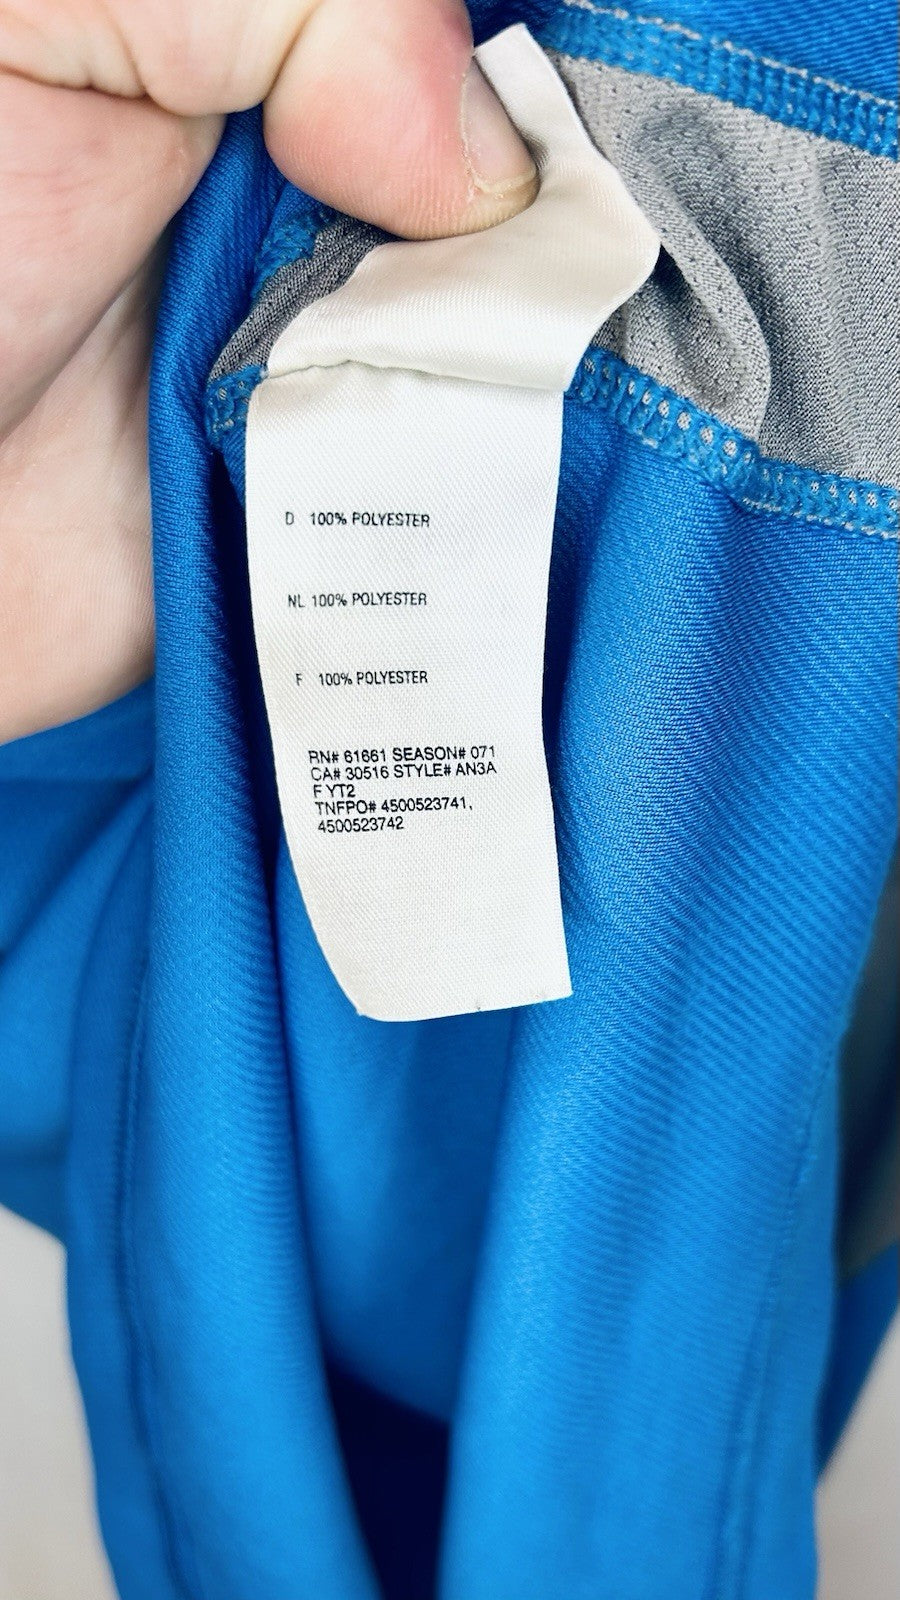 D 100% POLYESTER
NL 100% POLYESTER
F 100% POLYESTER
RN# 61661 SEASON# 071
CA# 30516 STYLE# AN3A
F YT2
TNFPO# 4500523741,
4500523742